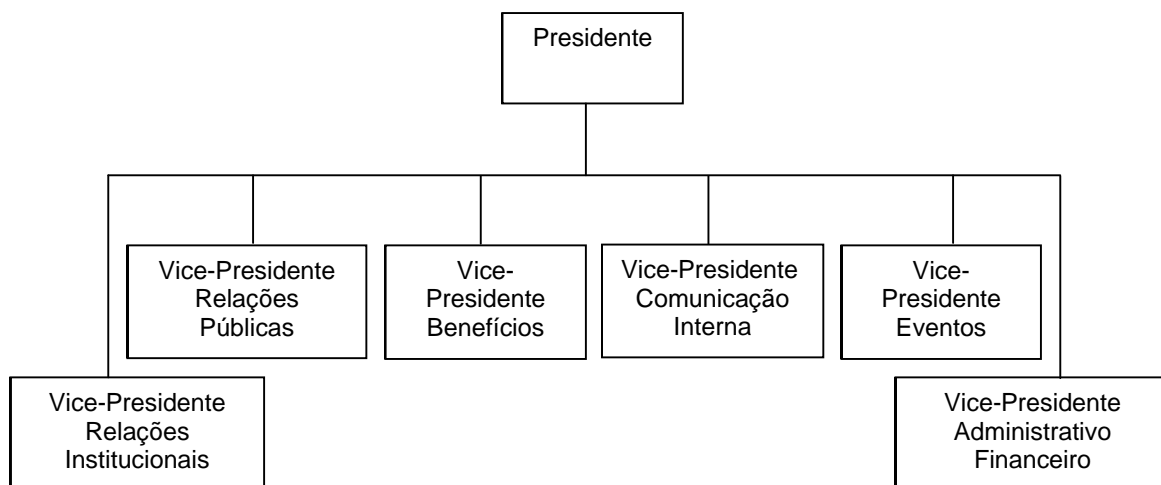 Presidente
Vice-Presidente
Relações
Públicas
Vice-
Presidente
Benefícios
Vice-Presidente
Comunicação
Interna
Vice-
Presidente
Eventos
Vice-Presidente
Relações
Institucionais
Vice-Presidente
Administrativo
Financeiro